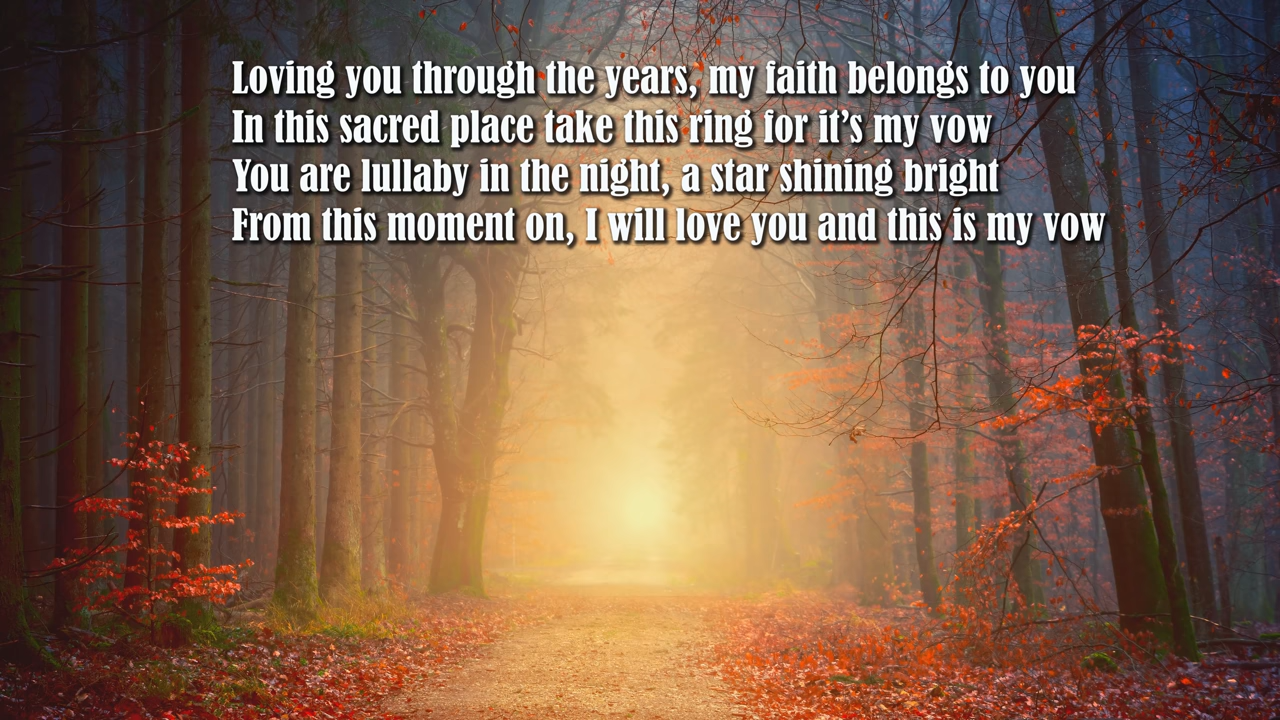 Loving you through the years, my faith belongs to you
In this sacred place take this ring for it’s my vow
You are lullaby in the night, a star shining bright
From this moment on, I will love you and this is my vow